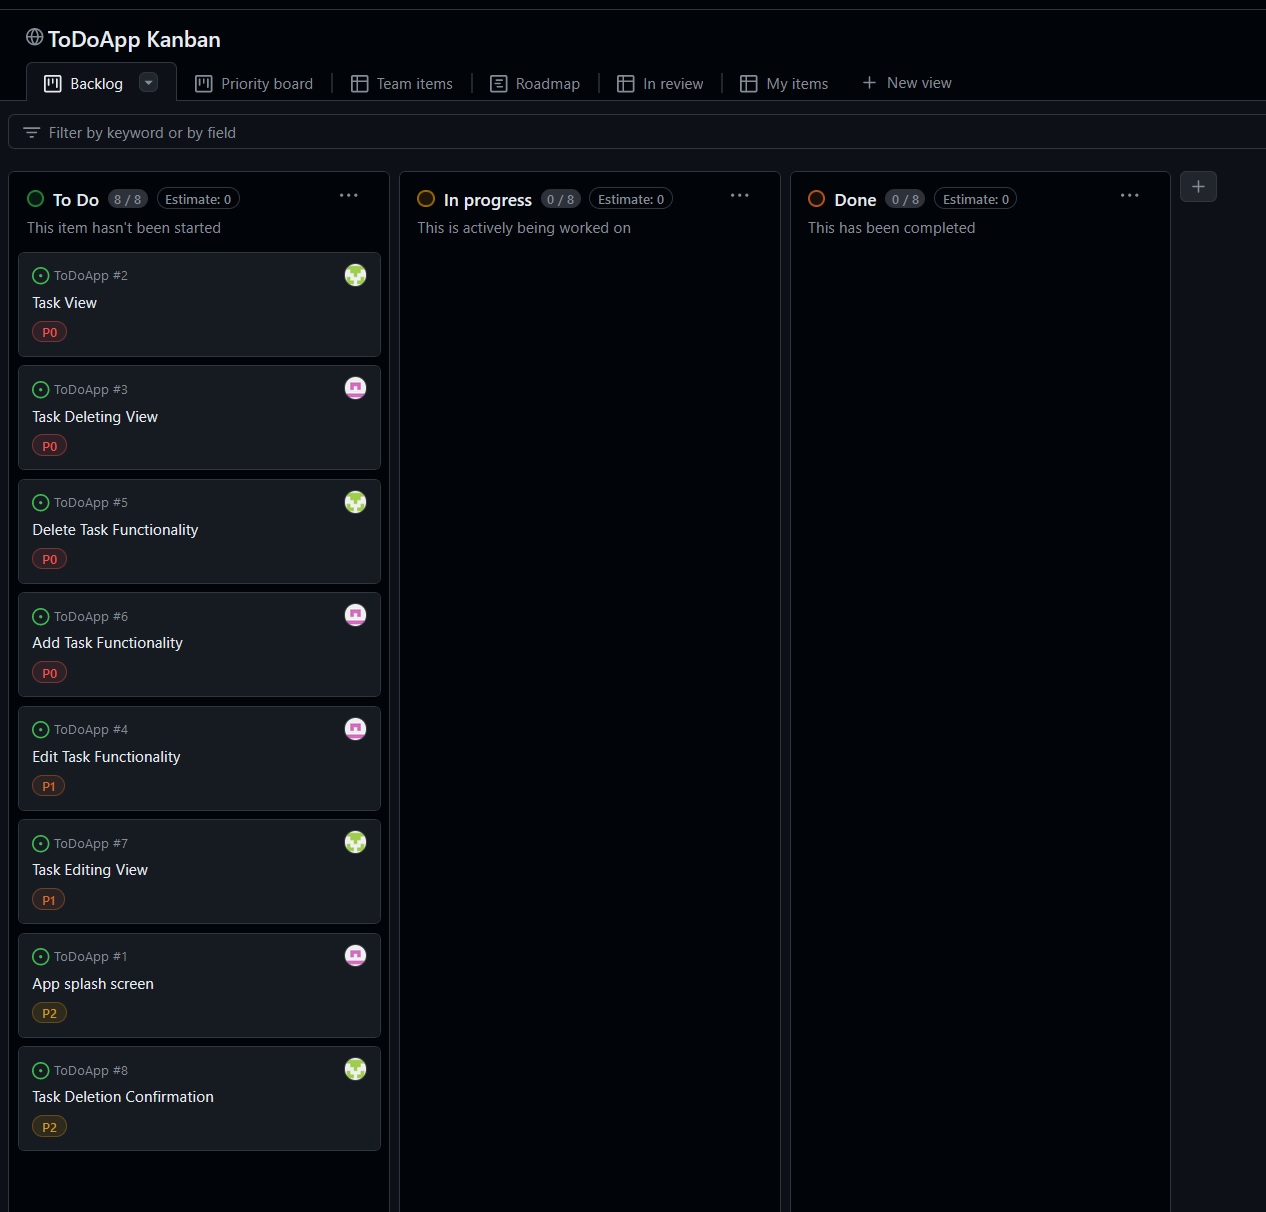 ToDoApp Kanban
Backlog
Priority board
Team items
Roadmap
In review
My items
New view
Filter by keyword or by field
To Do 8 / 8 Estimate: 0
This item hasn't been started
ToDoApp #2
Task View
P0
ToDoApp #3
Task Deleting View
P0
ToDoApp #5
Delete Task Functionality
P0
ToDoApp #6
Add Task Functionality
P0
ToDoApp #4
Edit Task Functionality
P1
ToDoApp #7
Task Editing View
P1
ToDoApp #1
App splash screen
P2
ToDoApp #8
Task Deletion Confirmation
P2
In progress 0 / 8 Estimate: 0
This is actively being worked on
Done 0 / 8 Estimate: 0
This has been completed